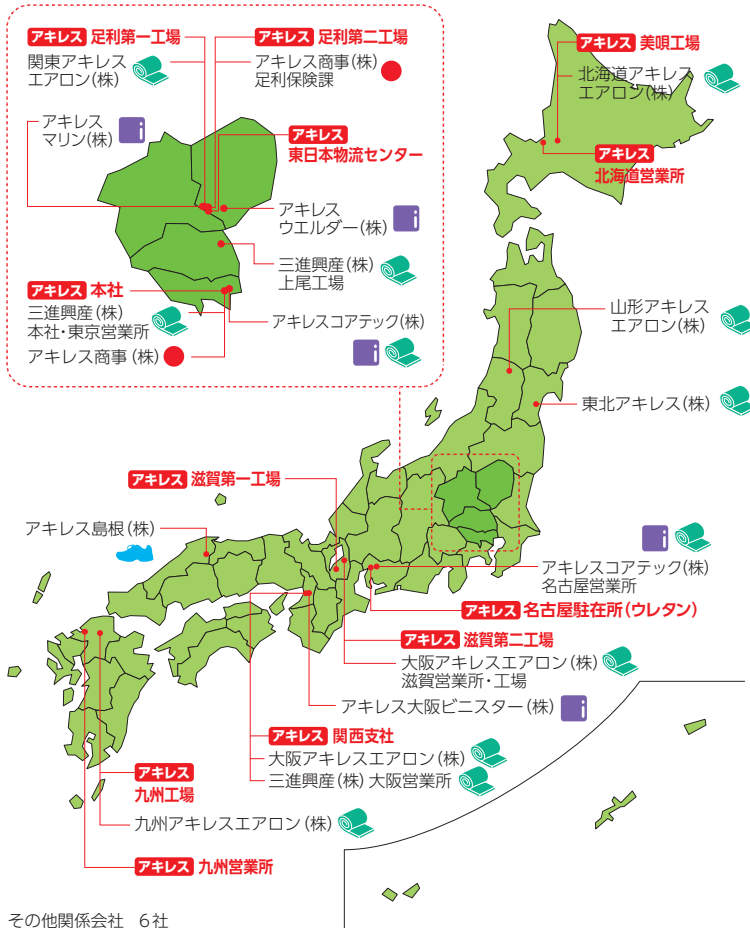 アキレス 足利第一工場
関東アキレス
エアロン(株)
アキレス 足利第二工場
アキレス商事(株)
足利保険課
アキレス
マリン(株)
アキレス
東日本物流センター
アキレス
ウエルダー(株)
三進興産(株)
上尾工場
アキレス 本社
三進興産(株)
本社・東京営業所
アキレス商事(株)
アキレスコアテック(株)
アキレス 美唄工場
北海道アキレス
エアロン(株)
アキレス
北海道営業所
山形アキレス
エアロン(株)
東北アキレス(株)
アキレス 滋賀第一工場
アキレス島根(株)
アキレスコアテック(株)
名古屋営業所
アキレス 名古屋駐在所(ウレタン)
アキレス 滋賀第二工場
大阪アキレスエアロン(株)
滋賀営業所・工場
アキレス大阪ビニスター(株)
アキレス 関西支社
大阪アキレスエアロン(株)
三進興産(株) 大阪営業所
アキレス
九州工場
九州アキレスエアロン(株)
アキレス 九州営業所
その他関係会社 6社